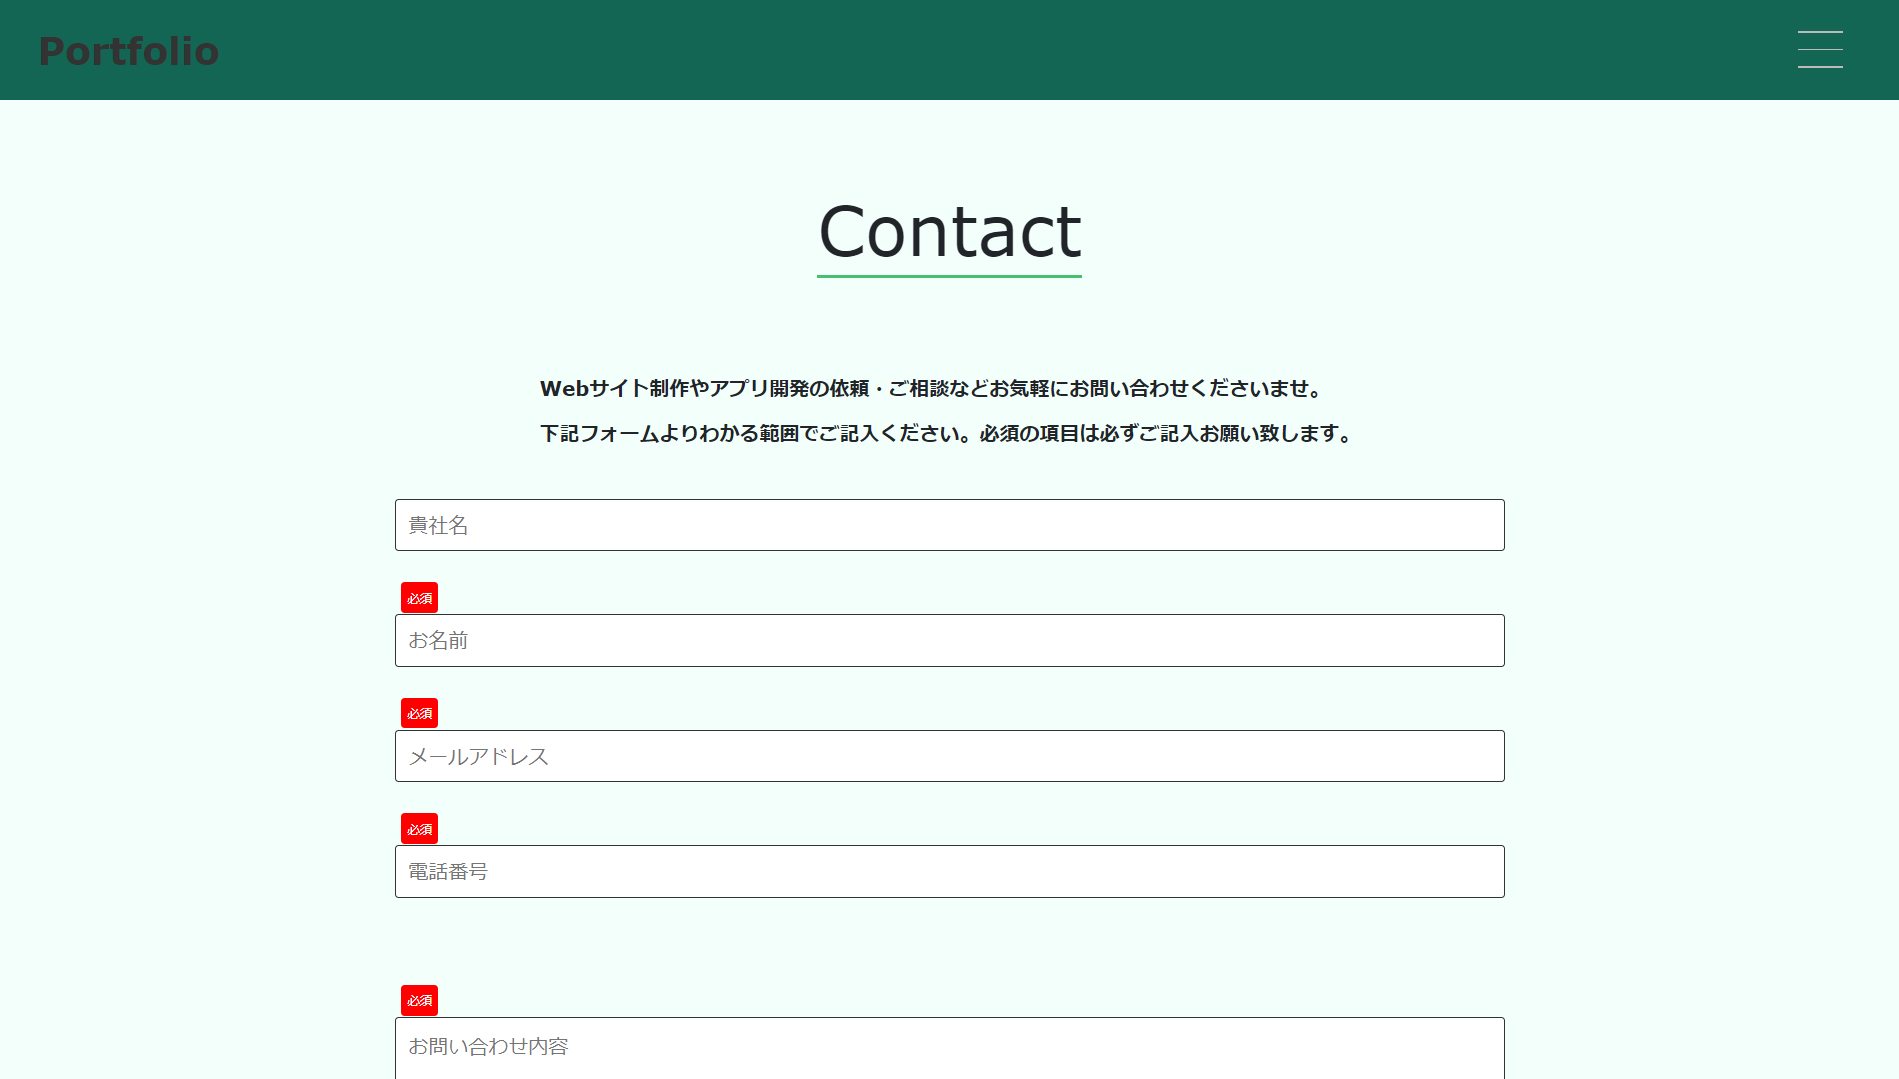 Portfolio
Contact
Webサイト制作やアプリ開発の依頼・ご相談などお気軽にお問い合わせくださいませ。
下記フォームよりわかる範囲でご記入ください。必須の項目は必ずご記入お願い致します。
貴社名
必須
お名前
必須
メールアドレス
必須
電話番号
必須
お問い合わせ内容